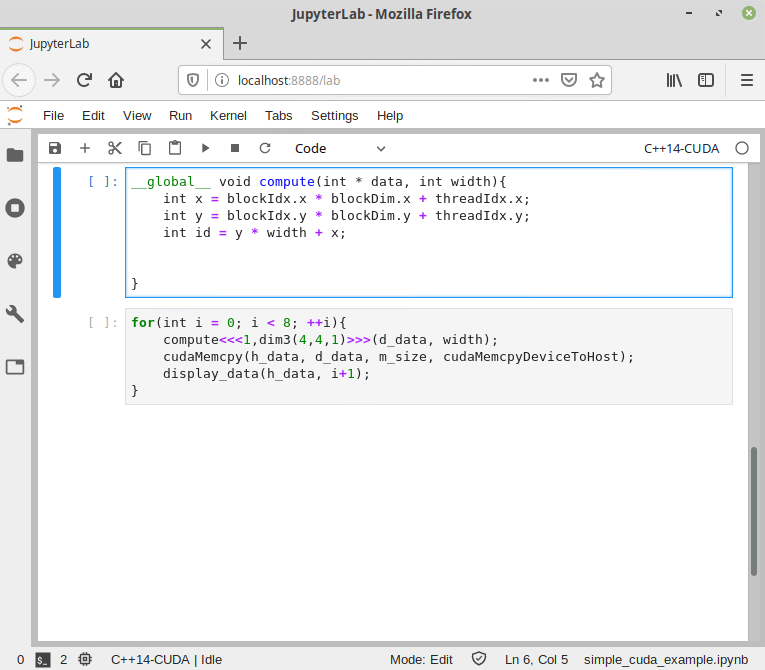 JupyterLab - Mozilla Firefox
JupyterLab
localhost:8888/lab
File Edit View Run Kernel Tabs Settings Help
Code C++14-CUDA
[ ]: __global__ void compute(int * data, int width){
    int x = blockIdx.x * blockDim.x + threadIdx.x;
    int y = blockIdx.y * blockDim.y + threadIdx.y;
    int id = y * width + x;
}
[ ]: for(int i = 0; i < 8; ++i){
    compute<<<1,dim3(4,4,1)>>>(d_data, width);
    cudaMemcpy(h_data, d_data, m_size, cudaMemcpyDeviceToHost);
    display_data(h_data, i+1);
}
0 $_ 2 C++14-CUDA | Idle Mode: Edit Ln 6, Col 5 simple_cuda_example.ipynb